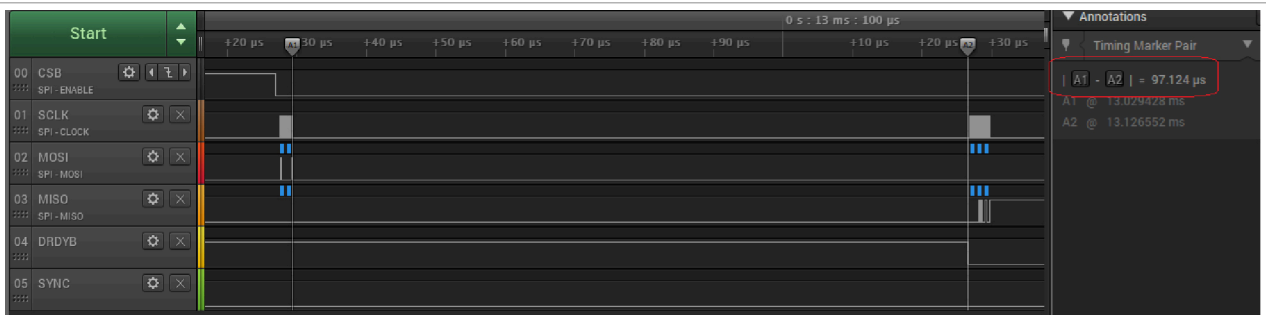 Start
0 s : 13 ms : 100 µs
+20 µs A1 30 µs +40 µs +50 µs +60 µs +70 µs +80 µs +90 µs +10 µs +20 µs A2 +30 µs
00 CSB
SPI - ENABLE
01 SCLK
SPI - CLOCK
02 MOSI
SPI - MOSI
03 MISO
SPI - MISO
04 DRDYB
05 SYNC
Annotations
Timing Marker Pair
| A1 - A2 | = 97.124 µs
A1 @ 13.029428 ms
A2 @ 13.126552 ms